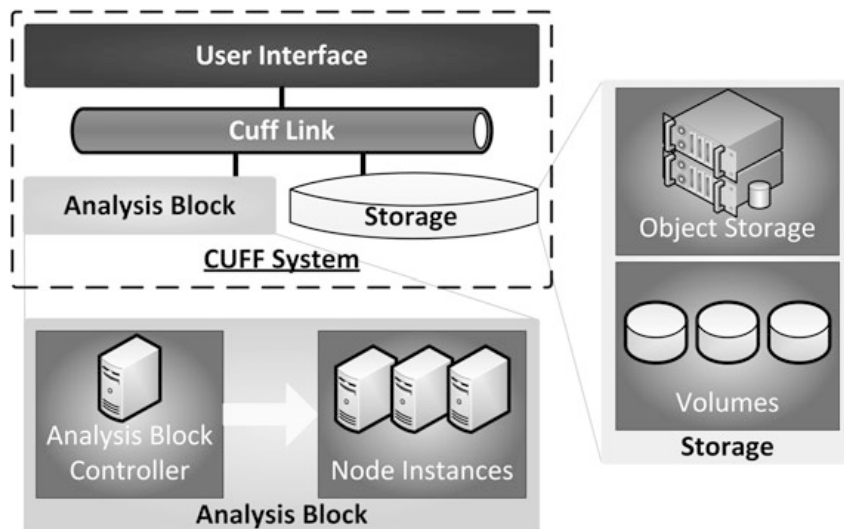 User Interface
Cuff Link
Analysis Block
Storage
CUFF System
Object Storage
Volumes
Storage
Analysis Block
Controller
Node Instances
Analysis Block